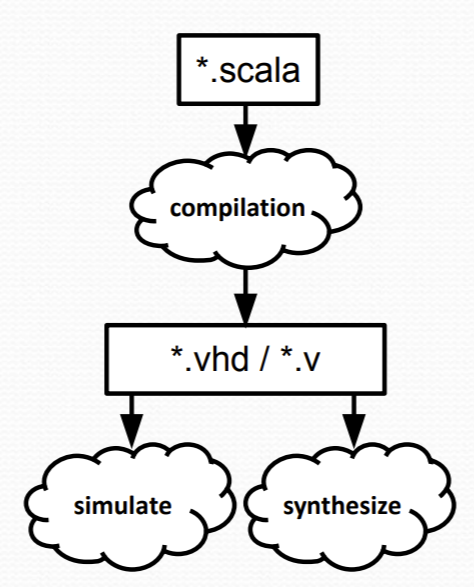 *.scala
compilation
*.vhd / *.v
simulate
synthesize